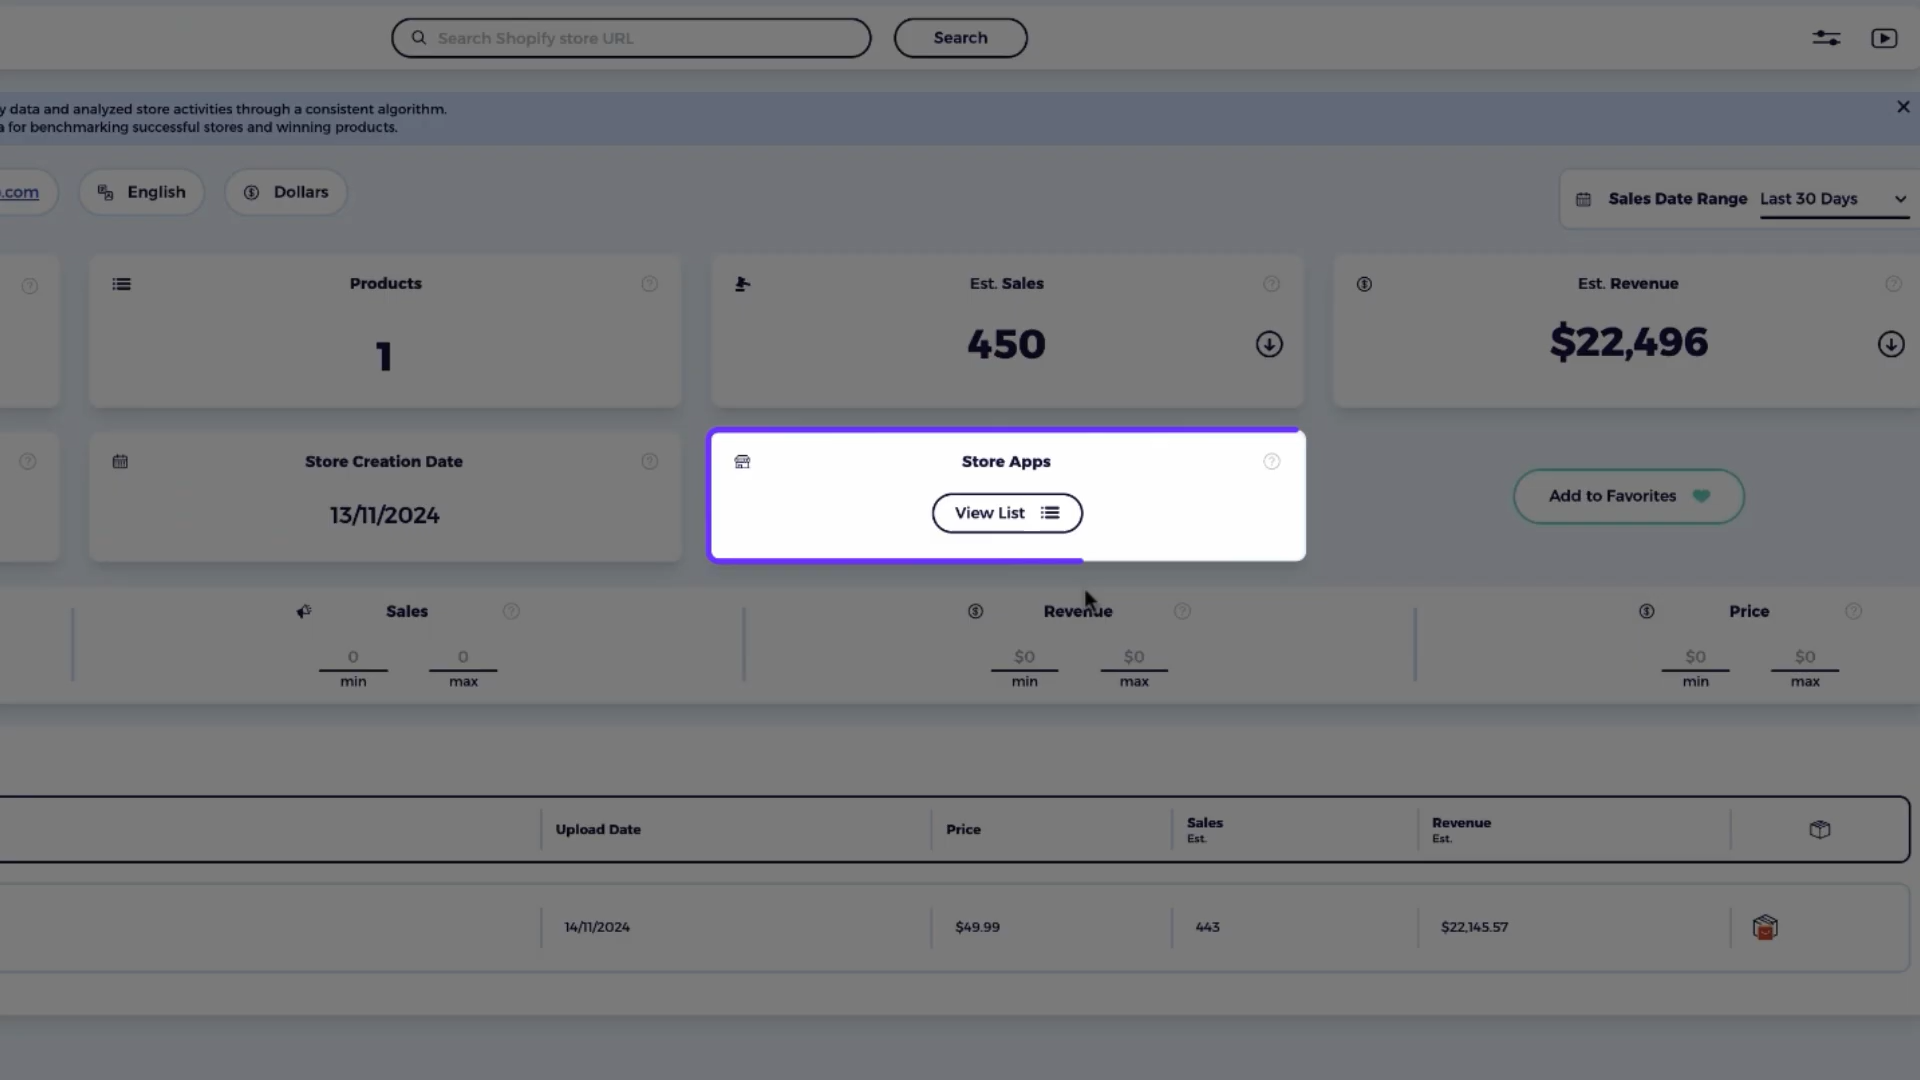 Search Shopify store URL
Search
y data and analyzed store activities through a consistent algorithm.
a for benchmarking successful stores and winning products.
.com
English
Dollars
Sales Date Range
Last 30 Days
Products
1
Est. Sales
450
Est. Revenue
$22,496
Store Creation Date
13/11/2024
Store Apps
View List
Add to Favorites
Sales
0
min
0
max
Revenue
$0
min
$0
max
Price
$0
min
$0
max
Upload Date
Price
Sales
Est.
Revenue
Est.
14/11/2024
$49.99
443
$22,145.57